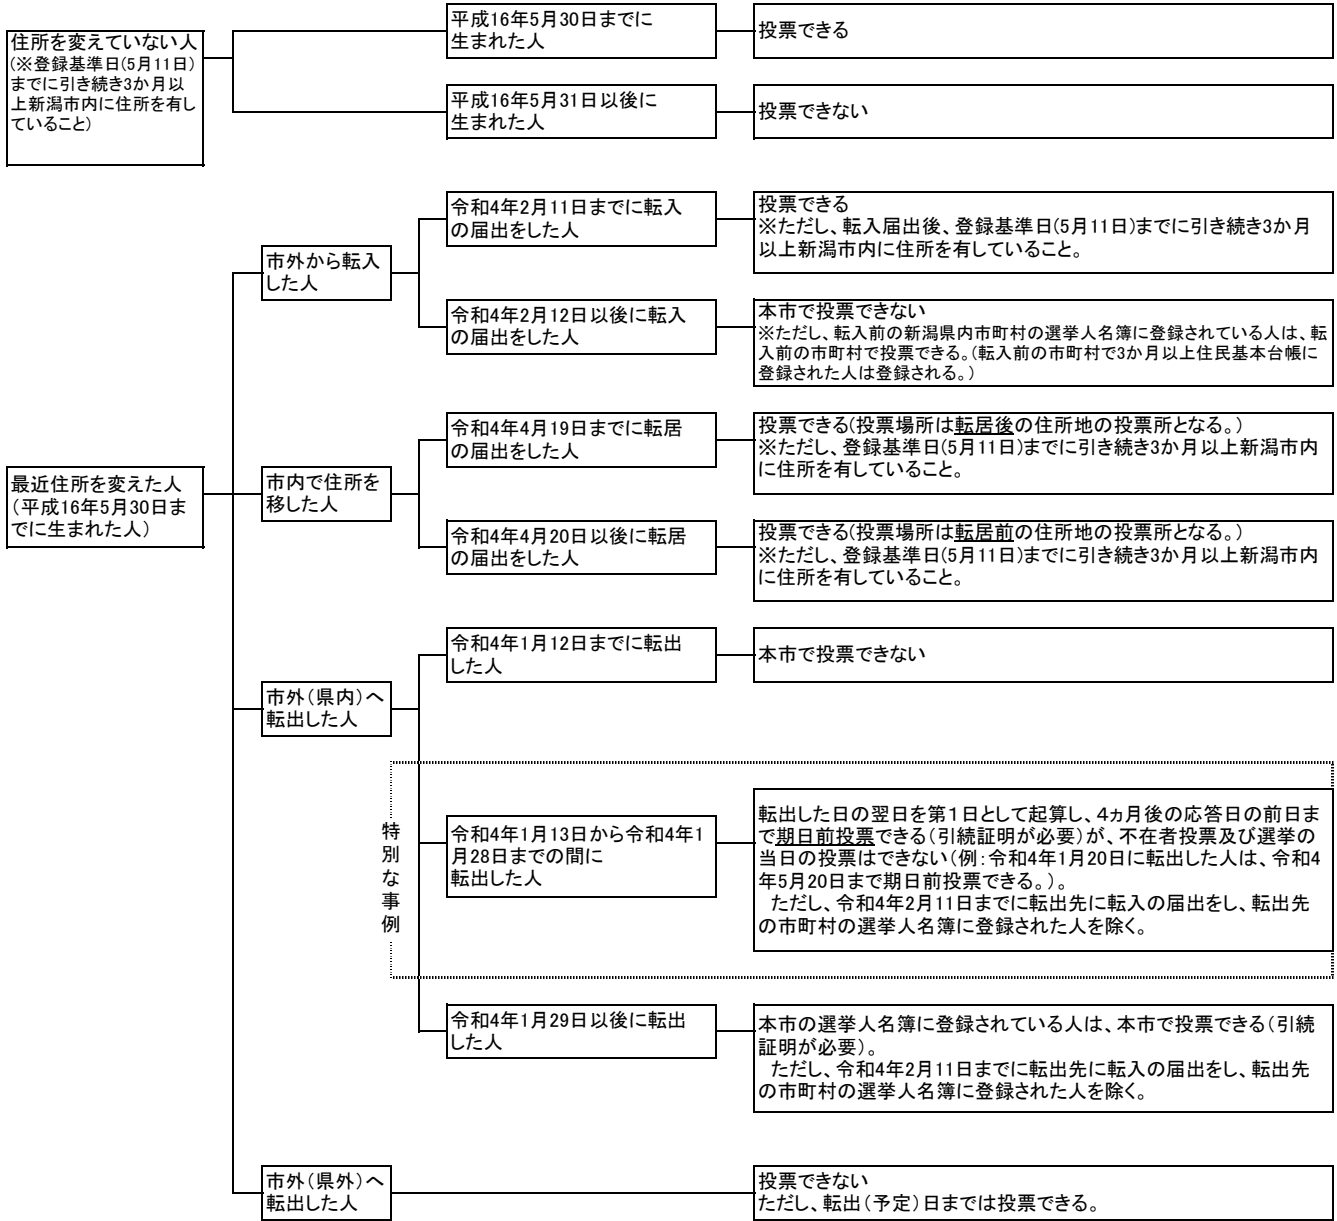 住所を変えていない人
(※登録基準日(5月11日)
までに引き続き3か月以
上新潟市内に住所を有し
ていること)
平成16年5月30日までに
生まれた人
投票できる
平成16年5月31日以後に
生まれた人
投票できない
最近住所を変えた人
(平成16年5月30日ま
でに生まれた人)
市外から転入
した人
令和4年2月11日までに転入
の届出をした人
投票できる
※ただし、転入届出後、登録基準日(5月11日)までに引き続き3か月
以上新潟市内に住所を有していること。
令和4年2月12日以後に転入
の届出をした人
本市で投票できない
※ただし、転入前の新潟県内市町村の選挙人名簿に登録されている人は、転
入前の市町村で投票できる。(転入前の市町村で3か月以上住民基本台帳に
登録された人は登録される。)
市内で住所を
移した人
令和4年4月19日までに転居
の届出をした人
投票できる(投票場所は転居後の住所地の投票所となる。)
※ただし、登録基準日(5月11日)までに引き続き3か月以上新潟市内
に住所を有していること。
令和4年4月20日以後に転居
の届出をした人
投票できる(投票場所は転居前の住所地の投票所となる。)
※ただし、登録基準日(5月11日)までに引き続き3か月以上新潟市内
に住所を有していること。
市外(県内)へ
転出した人
令和4年1月12日までに転出
した人
本市で投票できない
特別な事例
令和4年1月13日から令和4年1
月28日までの間に
転出した人
転出した日の翌日を第1日として起算し、4ヵ月後の応答日の前日ま
で期日前投票できる(引続証明が必要)が、不在者投票及び選挙の
当日の投票はできない(例:令和4年1月20日に転出した人は、令和4
年5月20日まで期日前投票できる。)。
ただし、令和4年2月11日までに転出先に転入の届出をし、転出先
の市町村の選挙人名簿に登録された人を除く。
令和4年1月29日以後に転出
した人
本市の選挙人名簿に登録されている人は、本市で投票できる(引続
証明が必要)。
ただし、令和4年2月11日までに転出先に転入の届出をし、転出先
の市町村の選挙人名簿に登録された人を除く。
市外(県外)へ
転出した人
投票できない
ただし、転出(予定)日までは投票できる。